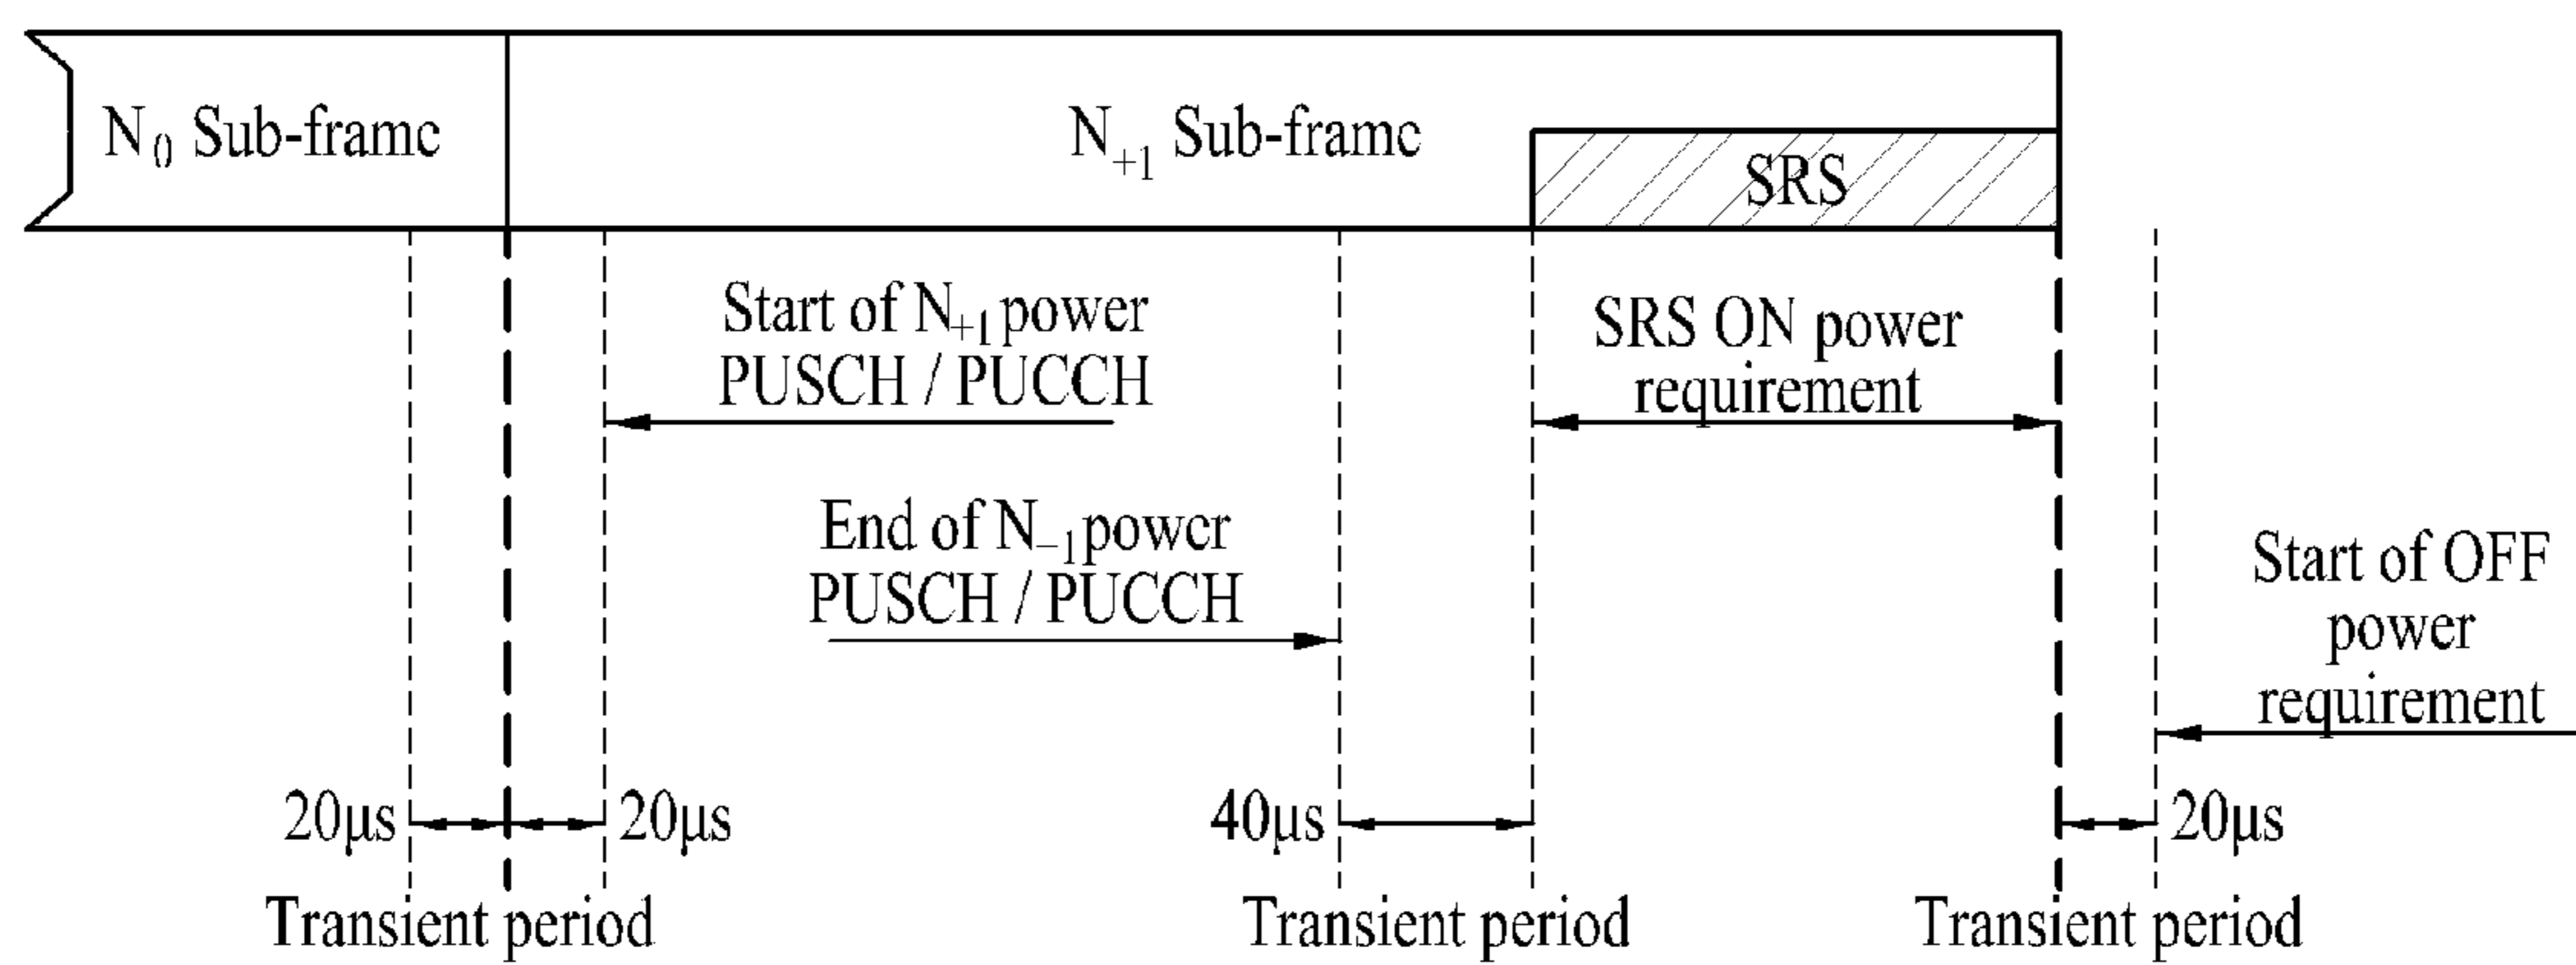 N0 Sub-frame
N+1 Sub-frame
SRS
Start of N+1 power
PUSCH / PUCCH
SRS ON power
requirement
End of N−1 power
PUSCH / PUCCH
Start of OFF
power
requirement
20μs
20μs
40μs
20μs
Transient period
Transient period
Transient period